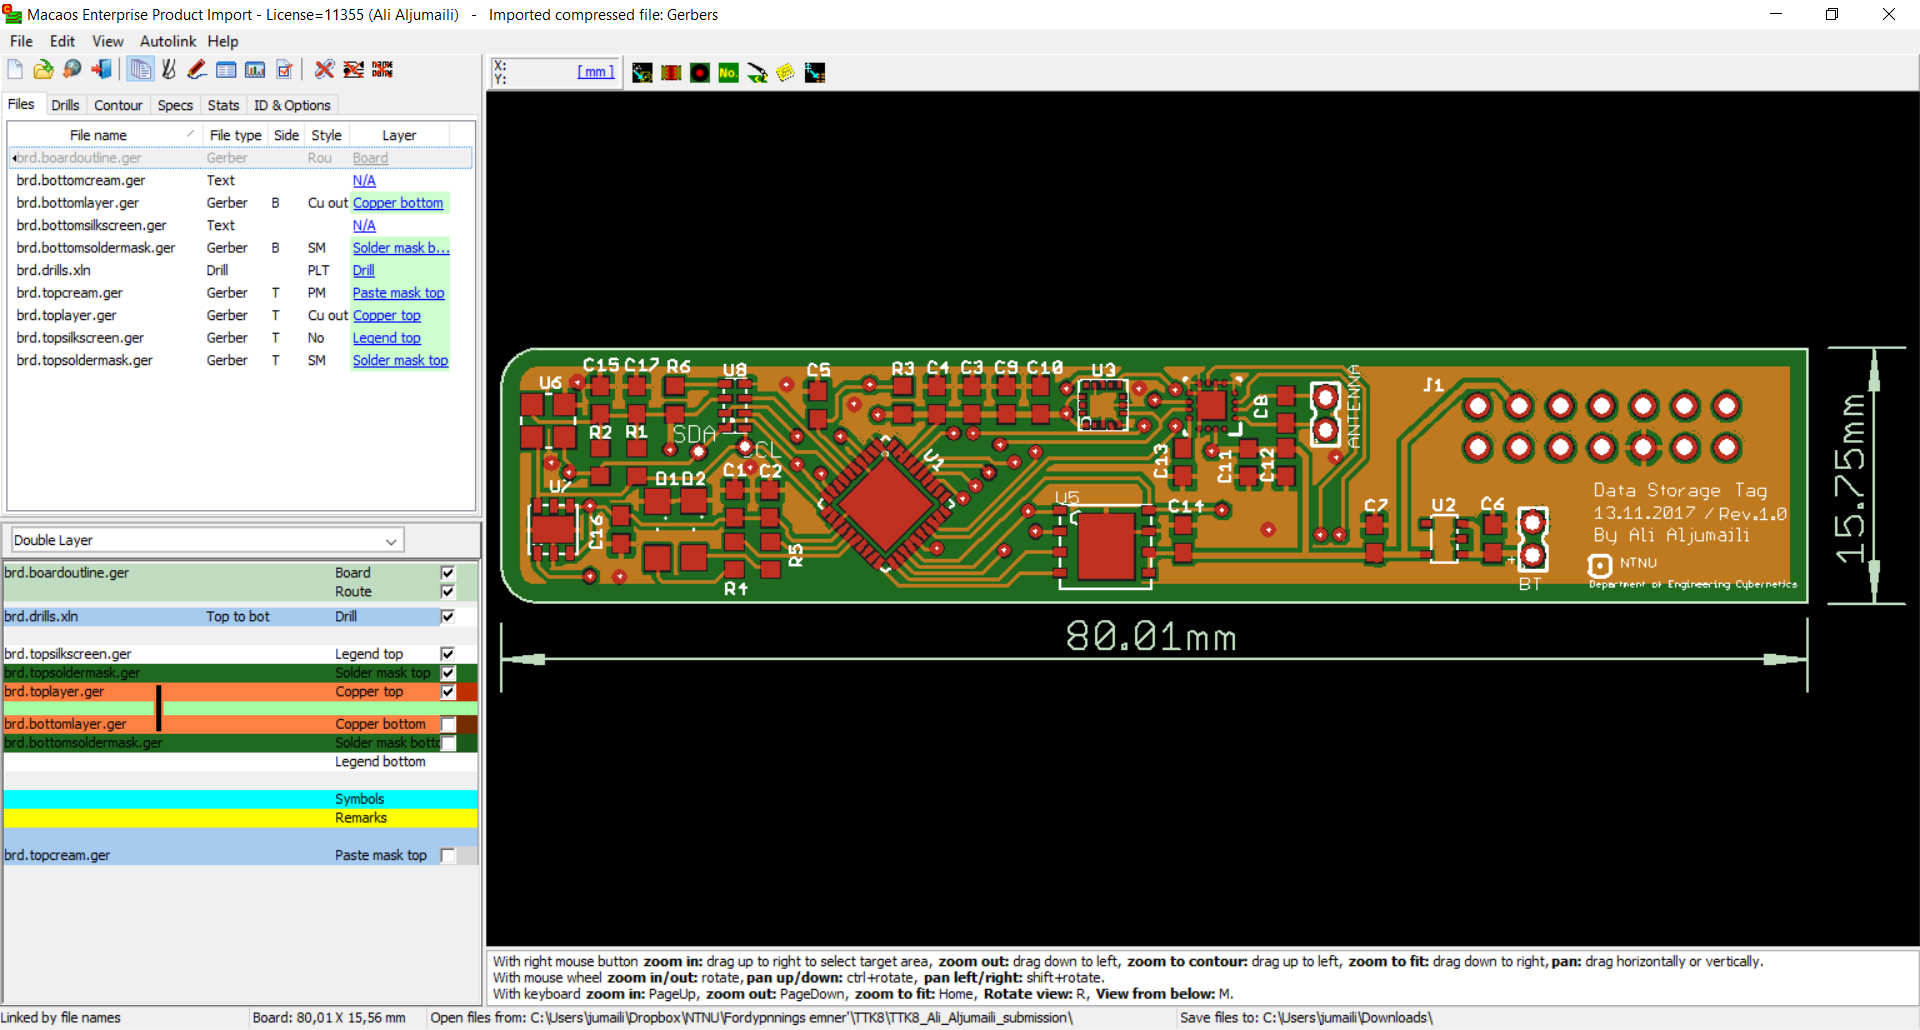 Macaos Enterprise Product Import - License=11355 (Ali Aljumaili)   -   Imported compressed file: Gerbers
File Edit View Autolink Help
X:
Y:
[mm]
No.
name
name
Files Drills Contour Specs Stats ID & Options
File name File type Side Style Layer
brd.boardoutline.ger Gerber Rou Board
brd.bottomcream.ger Text N/A
brd.bottomlayer.ger Gerber B Cu out Copper bottom
brd.bottomsilkscreen.ger Text N/A
brd.bottomsoldermask.ger Gerber B SM Solder mask b...
brd.drills.xln Drill PLT Drill
brd.topcream.ger Gerber T PM Paste mask top
brd.toplayer.ger Gerber T Cu out Copper top
brd.topsilkscreen.ger Gerber T No Legend top
brd.topsoldermask.ger Gerber T SM Solder mask top
Double Layer
brd.boardoutline.ger Board
Route
brd.drills.xln Top to bot Drill
brd.topsilkscreen.ger Legend top
brd.topsoldermask.ger Solder mask top
brd.toplayer.ger Copper top
brd.bottomlayer.ger Copper bottom
brd.bottomsoldermask.ger Solder mask botto
Legend bottom
Symbols
Remarks
brd.topcream.ger Paste mask top
C15 C17 R6 U8 C5 R3 C4 C3 C9 C10 U3
U6 J1
C8 ANTENNA
R2 R1 SDA SCL
U1 C13 C11 C12
D1 D2 C1 C2
U7 U5 C14 C7 U2 C6
C16 R5
R4 BT
+
Data Storage Tag
13.11.2017 / Rev.1.0
By Ali Aljumaili
NTNU
Department of Engineering Cybernetics
15.75mm
80.01mm
With right mouse button zoom in: drag up to right to select target area, zoom out: drag down to left, zoom to contour: drag up to left, zoom to fit: drag down to right, pan: drag horizontally or vertically.
With mouse wheel zoom in/out: rotate, pan up/down: ctrl+rotate, pan left/right: shift+rotate.
With keyboard zoom in: PageUp, zoom out: PageDown, zoom to fit: Home, Rotate view: R, View from below: M.
Linked by file names Board: 80,01 X 15,56 mm Open files from: C:\Users\jumaili\Dropbox\NTNU\Fordypnnings emner'\TTK8\TTK8_Ali_Aljumaili_submission\ Save files to: C:\Users\jumaili\Downloads\